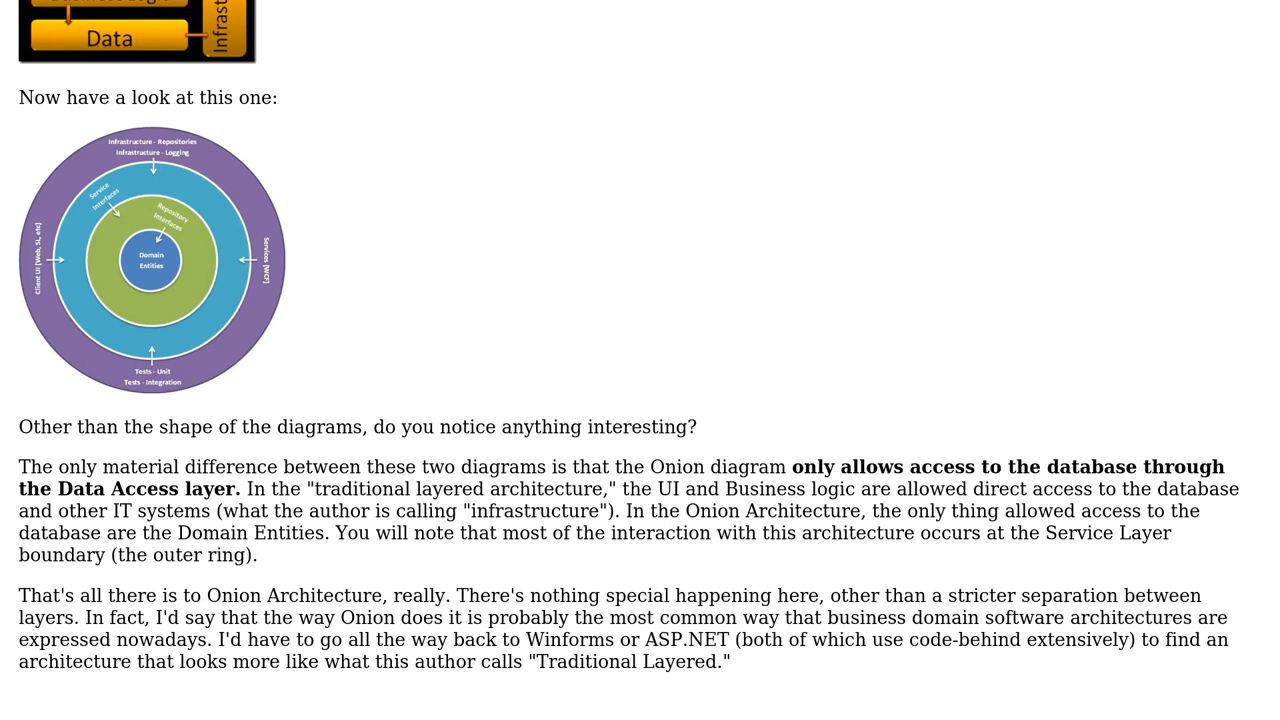 Data
Infrast
Now have a look at this one:
Infrastructure - Repositories
Infrastructure - Logging
Service
Interfaces
Repository
Interfaces
Client UI [Web, SL, etc]
Domain
Entities
Services [WCF]
Tests - Unit
Tests - Integration
Other than the shape of the diagrams, do you notice anything interesting?
The only material difference between these two diagrams is that the Onion diagram only allows access to the database through
the Data Access layer. In the "traditional layered architecture," the UI and Business logic are allowed direct access to the database
and other IT systems (what the author is calling "infrastructure"). In the Onion Architecture, the only thing allowed access to the
database are the Domain Entities. You will note that most of the interaction with this architecture occurs at the Service Layer
boundary (the outer ring).
That's all there is to Onion Architecture, really. There's nothing special happening here, other than a stricter separation between
layers. In fact, I'd say that the way Onion does it is probably the most common way that business domain software architectures are
expressed nowadays. I'd have to go all the way back to Winforms or ASP.NET (both of which use code-behind extensively) to find an
architecture that looks more like what this author calls "Traditional Layered."